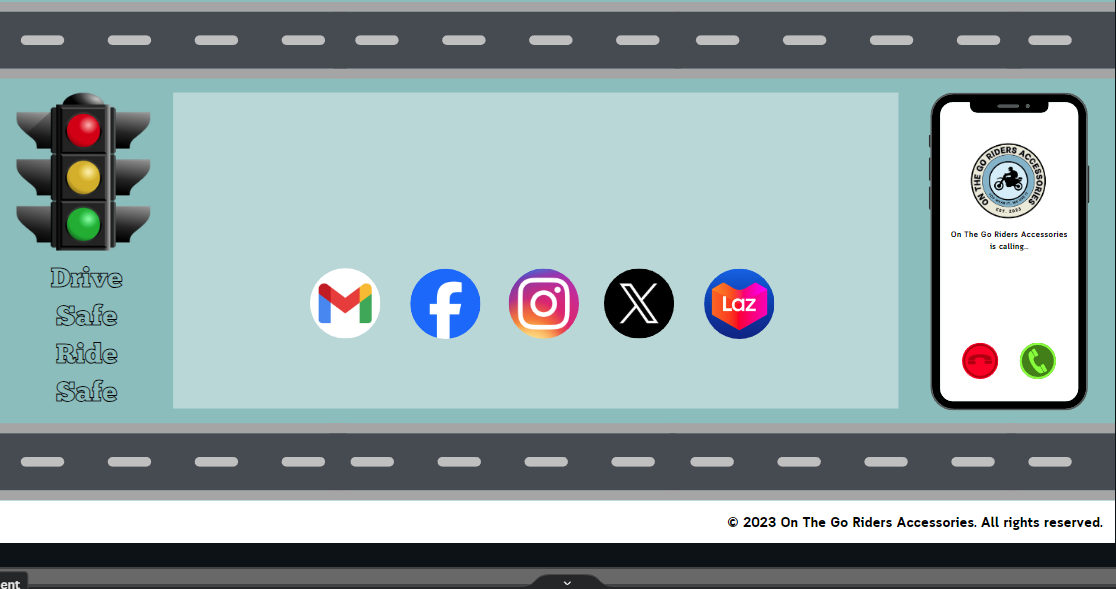 Drive
Safe
Ride
Safe
Laz
ON THE GO RIDERS ACCESSORIES
EST. 2023
On The Go Riders Accessories
is calling..
© 2023 On The Go Riders Accessories. All rights reserved.
ent